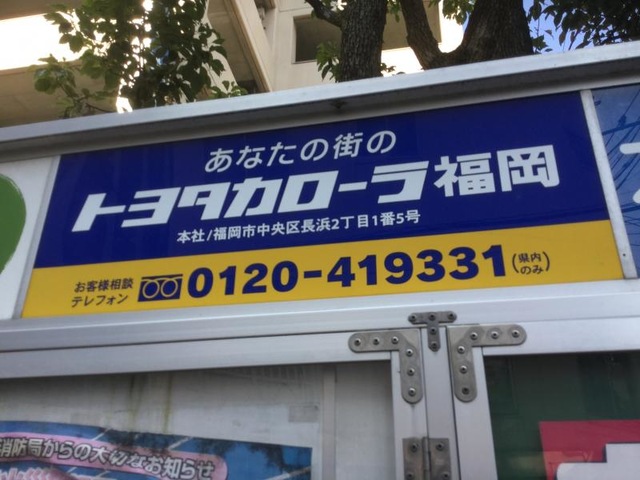 あなたの街の
トヨタカローラ福岡
本社/福岡市中央区長浜2丁目1番5号
お客様相談
テレフォン
0120-419331(県内のみ)
消防局からの大切なお知らせ